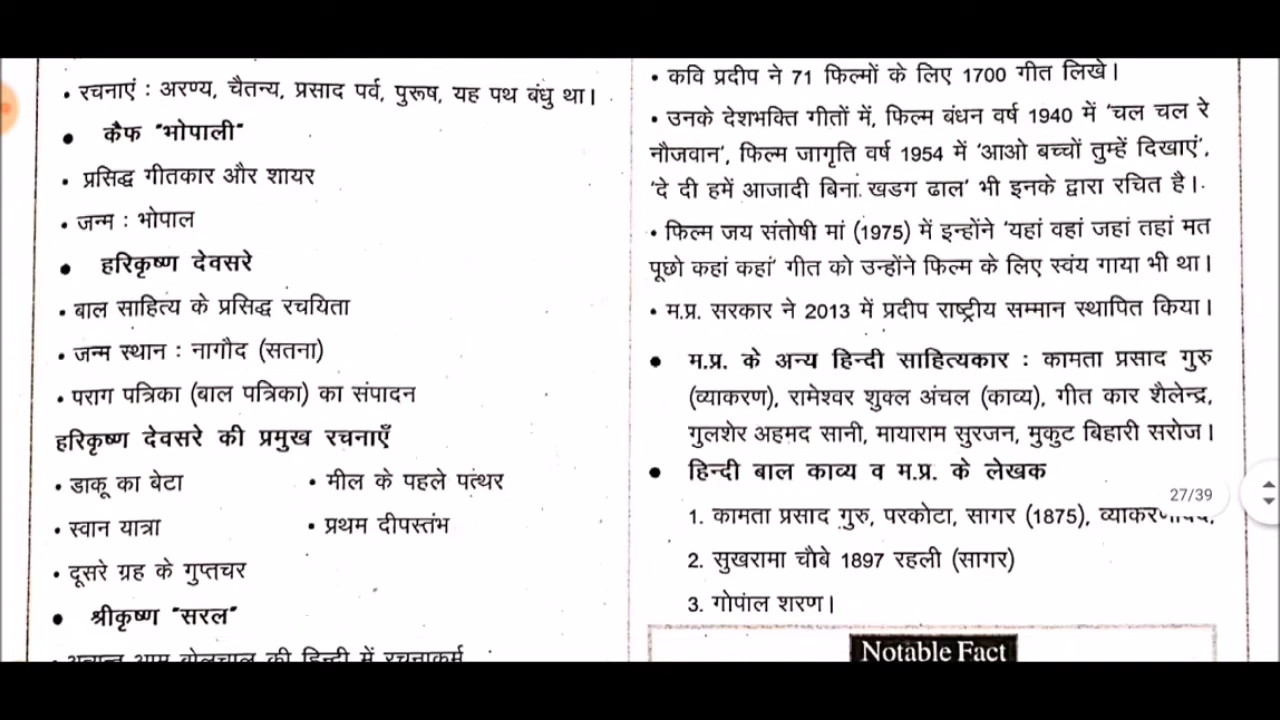 • रचनाएं : अरण्य, चैतन्य, प्रसाद पर्व, पुरूष, यह पथ बंधु था।
● कैफ "भोपाली"
• प्रसिद्ध गीतकार और शायर
• जन्म : भोपाल
● हरिकृष्ण देवसरे
• बाल साहित्य के प्रसिद्ध रचयिता
• जन्म स्थान : नागौद (सतना)
• पराग पत्रिका (बाल पत्रिका) का संपादन
हरिकृष्ण देवसरे की प्रमुख रचनाएँ
• डाकू का बेटा • मील के पहले पत्थर
• स्वान यात्रा • प्रथम दीपस्तंभ
• दूसरे ग्रह के गुप्तचर
● श्रीकृष्ण "सरल"
बोलचाल की हिन्दी में रचनाकर्म
• कवि प्रदीप ने 71 फिल्मों के लिए 1700 गीत लिखे।
• उनके देशभक्ति गीतों में, फिल्म बंधन वर्ष 1940 में 'चल चल रे
नौजवान', फिल्म जागृति वर्ष 1954 में 'आओ बच्चों तुम्हें दिखाएं',
'दे दी हमें आजादी बिना खडग ढाल' भी इनके द्वारा रचित है।
• फिल्म जय संतोषी मां (1975) में इन्होंने 'यहां वहां जहां तहां मत
पूछो कहां कहां' गीत को उन्होंने फिल्म के लिए स्वंय गाया भी था।
• म.प्र. सरकार ने 2013 में प्रदीप राष्ट्रीय सम्मान स्थापित किया।
● म.प्र. के अन्य हिन्दी साहित्यकार : कामता प्रसाद गुरु
(व्याकरण), रामेश्वर शुक्ल अंचल (काव्य), गीत कार शैलेन्द्र,
गुलशेर अहमद सानी, मायाराम सुरजन, मुकुट बिहारी सरोज।
● हिन्दी बाल काव्य व म.प्र. के लेखक
27/39
1. कामता प्रसाद गुरु, परकोटा, सागर (1875),
2. सुखरामा चौबे 1897 रहली (सागर)
3. गोपाल शरण।
Notable Fact